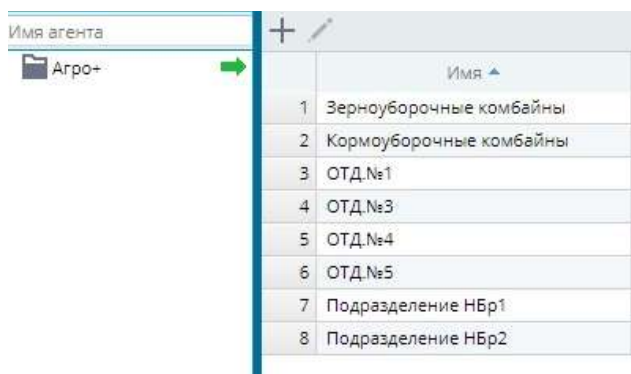 Имя агента
Агро+
Имя
1 Зерноуборочные комбайны
2 Кормоуборочные комбайны
3 ОТД.№1
4 ОТД.№3
5 ОТД.№4
6 ОТД.№5
7 Подразделение НБр1
8 Подразделение НБр2